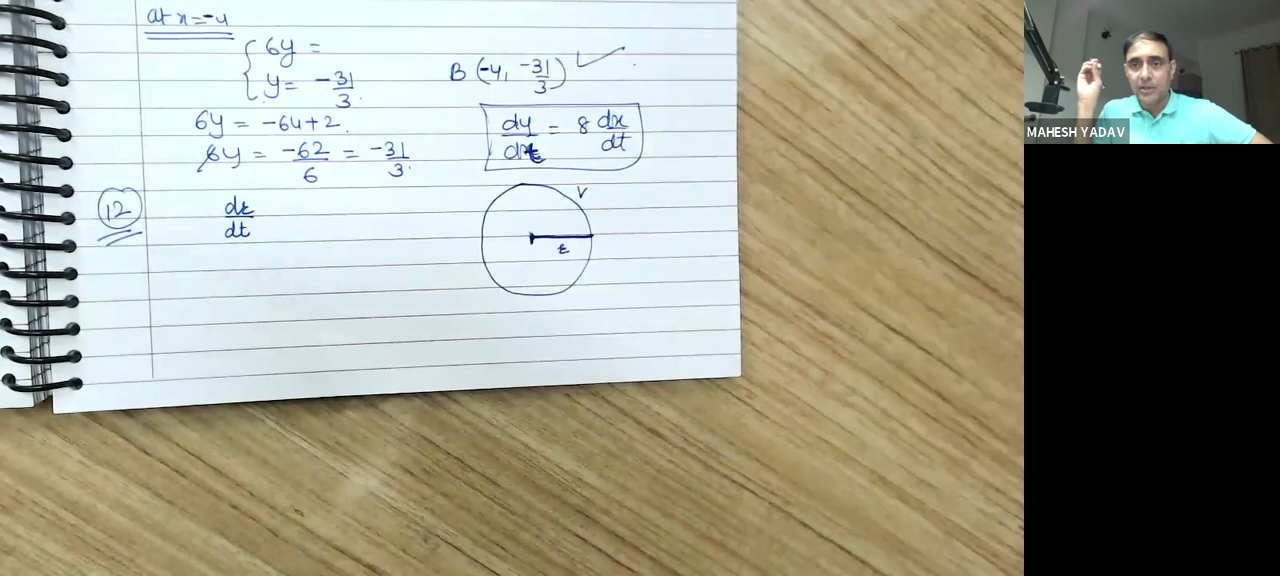 at x=-4
6y =
y = -31/3
B (-4, -31/3) ✓
6y = -64+2
dy/dt = 8 dx/dt
6y = -62/6 = -31/3
12
dr/dt
V
r
MAHESH YADAV